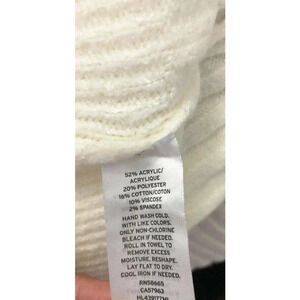 52% ACRYLIC/
ACRYLIQUE
20% POLYESTER
16% COTTON/COTON
10% VISCOSE
2% SPANDEX
HAND WASH COLD,
WITH LIKE COLORS.
ONLY NON-CHLORINE
BLEACH IF NEEDED.
ROLL IN TOWEL TO
REMOVE EXCESS
MOISTURE. RESHAPE.
LAY FLAT TO DRY.
COOL IRON IF NEEDED.
RN58665
CA57963